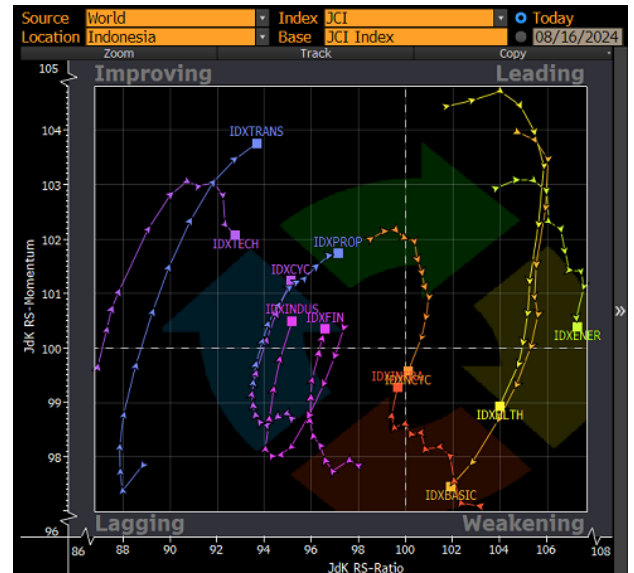 Source World Index JCI Today
Location Indonesia Base JCI Index 08/16/2024
Zoom Track Copy
105 Improving Leading
104
IDXTRANS
103
IDXTECH IDXPROP
102
IDXCYC
101
IDXINDUS IDXFIN
IDXENER
100
IDXNCYC
99
IDXHLTH
98
IDXBASIC
96 Lagging Weakening
86 88 90 92 94 96 98 100 102 104 106 108
JdK RS-Ratio
JdK RS-Momentum
»